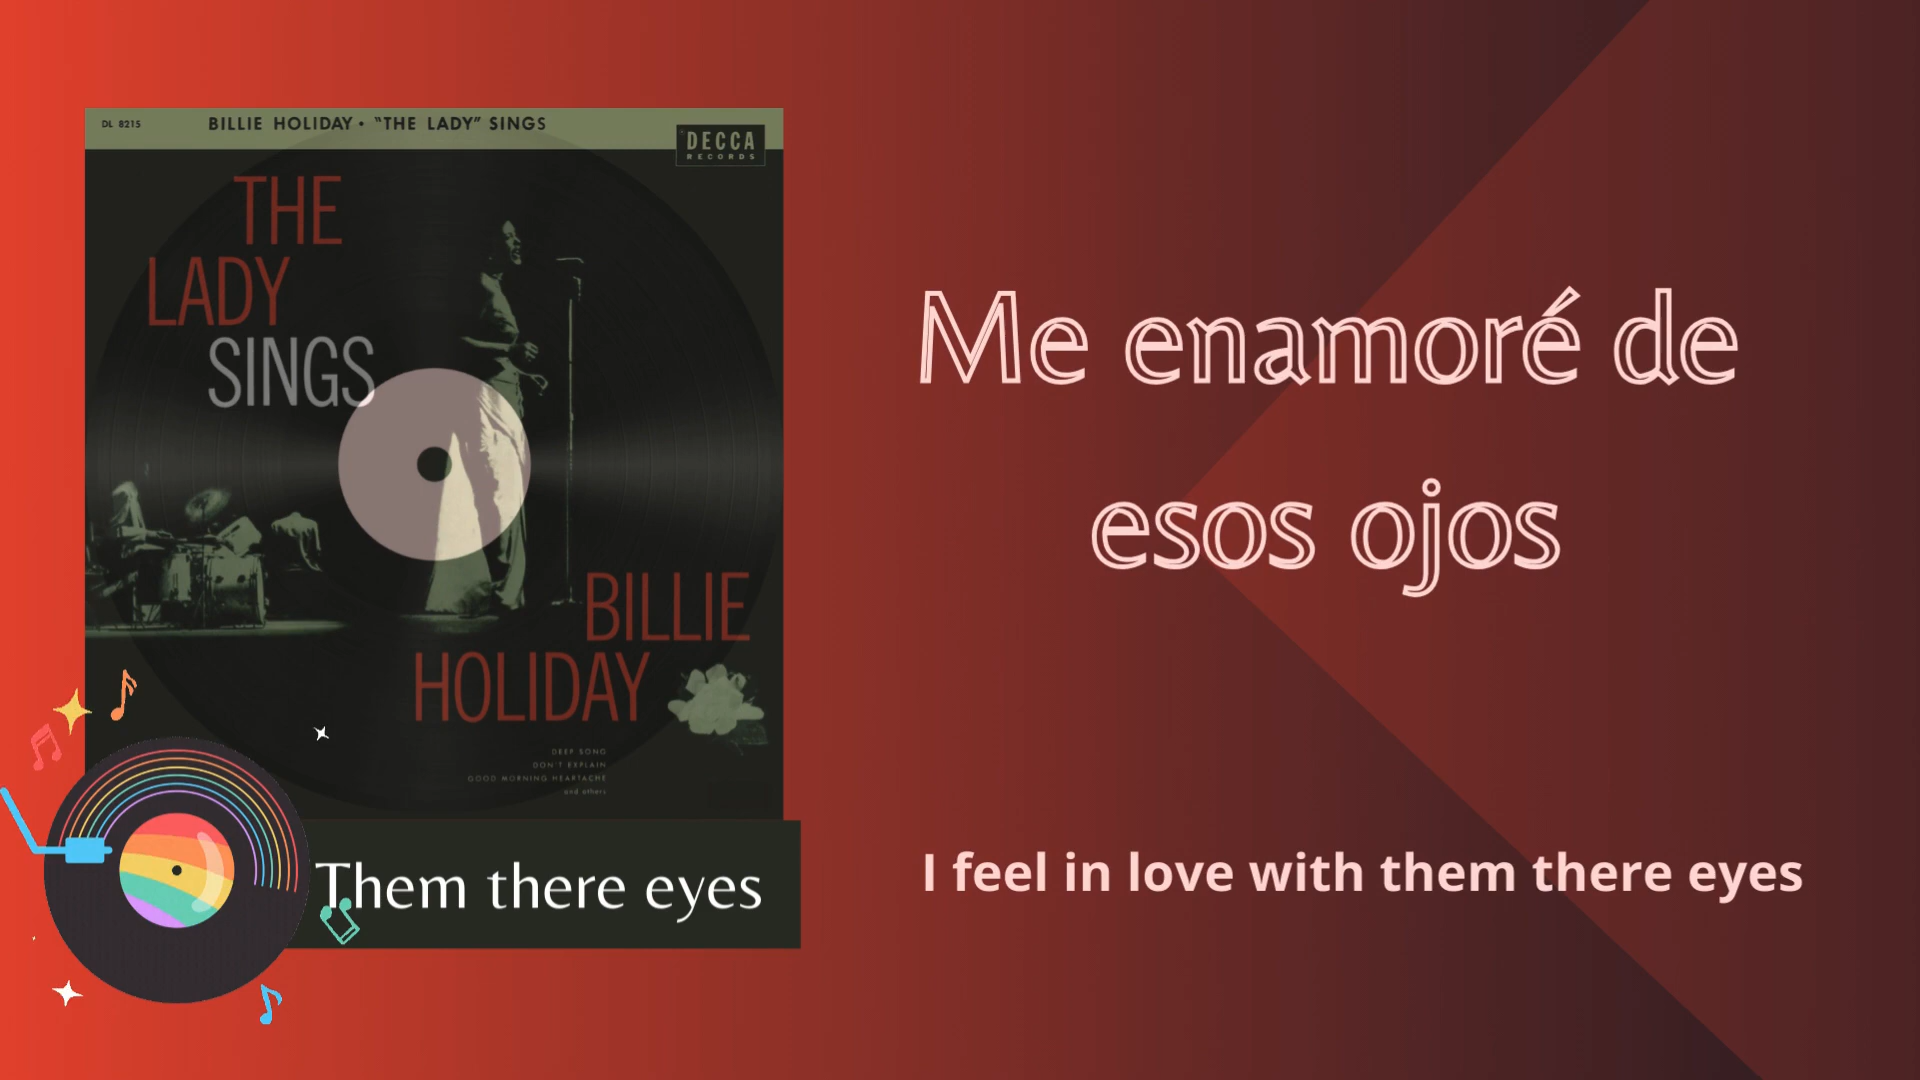 DL 8215
BILLIE HOLIDAY • "THE LADY" SINGS
DECCA
RECORDS
THE
LADY
SINGS
BILLIE
HOLIDAY
DEEP SONG
DON'T EXPLAIN
GOOD MORNING HEARTACHE
and others
Them there eyes
Me enamoré de
esos ojos
I feel in love with them there eyes